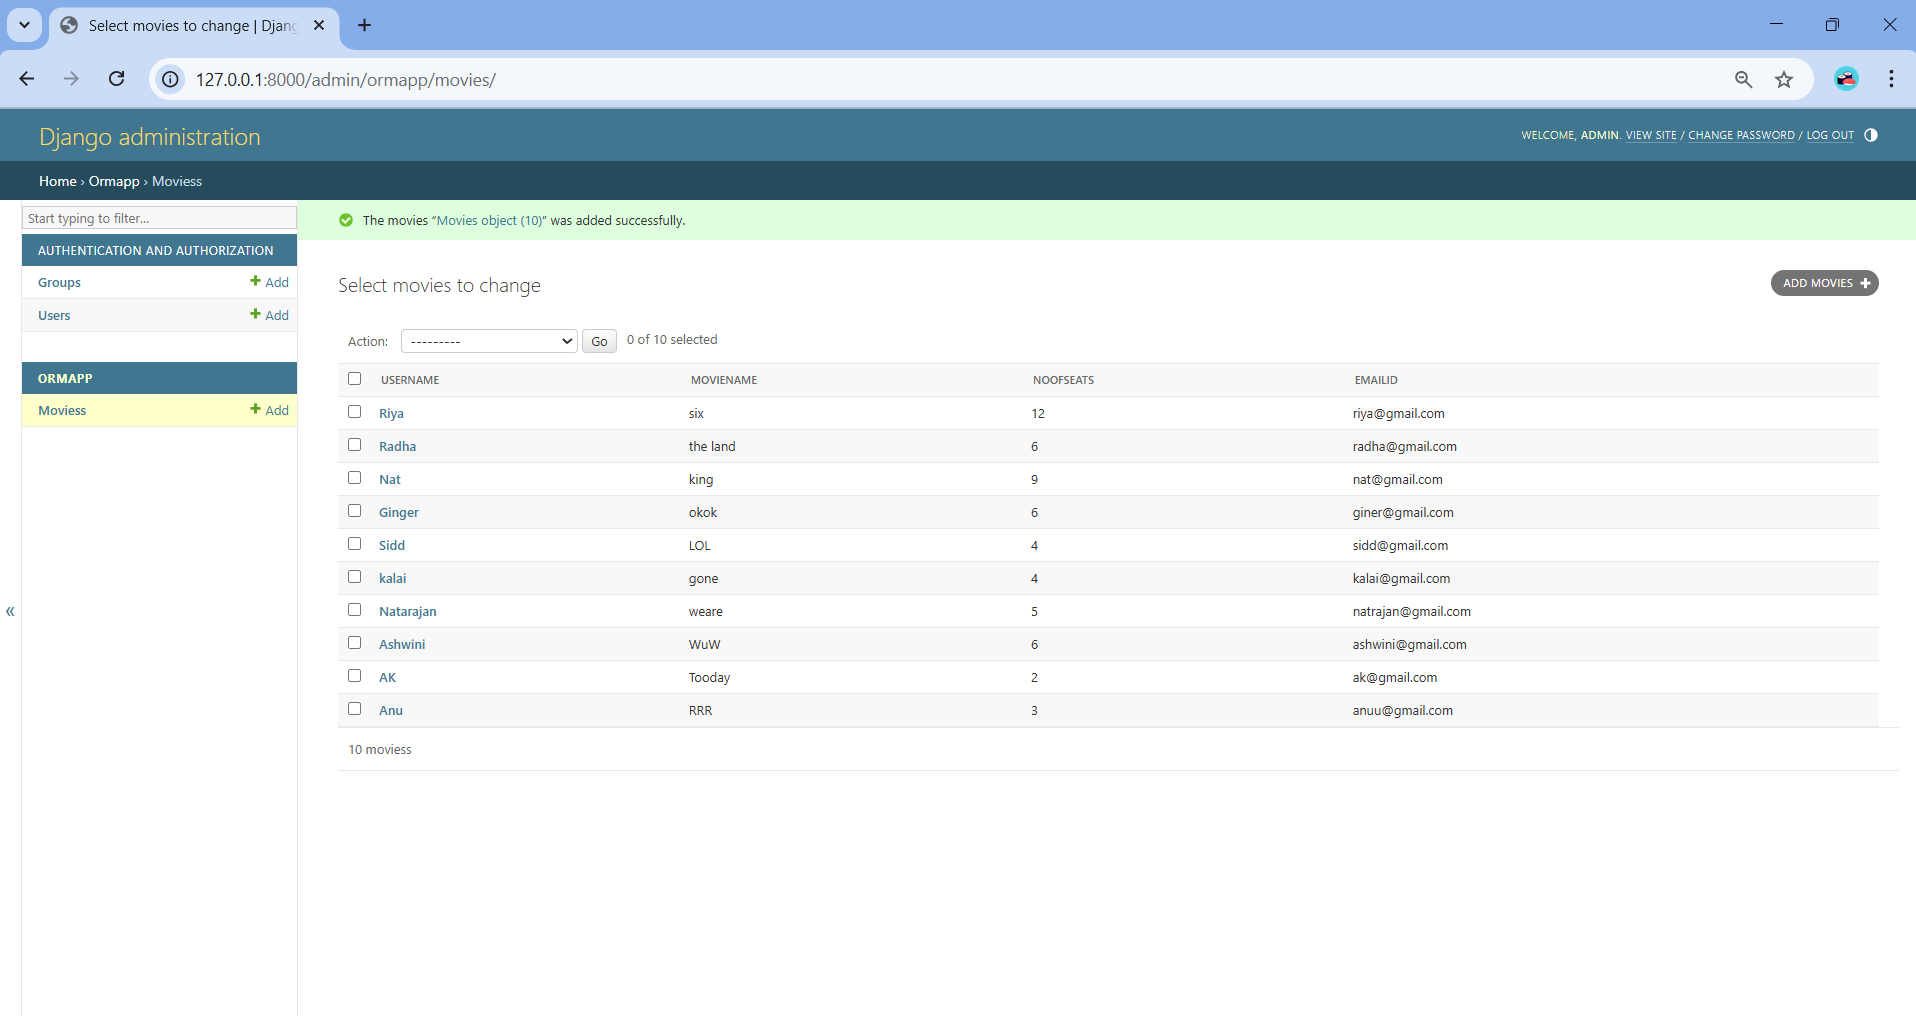 Select movies to change | Djang
127.0.0.1:8000/admin/ormapp/movies/
Django administration
WELCOME, ADMIN. VIEW SITE / CHANGE PASSWORD / LOG OUT
Home › Ormapp › Moviess
Start typing to filter...
The movies “Movies object (10)” was added successfully.
AUTHENTICATION AND AUTHORIZATION
Groups Add
Users Add
ORMAPP
Moviess Add
«
Select movies to change
ADD MOVIES
Action: --------- Go 0 of 10 selected
USERNAME MOVIENAME NOOFSEATS EMAILID
Riya six 12 riya@gmail.com
Radha the land 6 radha@gmail.com
Nat king 9 nat@gmail.com
Ginger okok 6 giner@gmail.com
Sidd LOL 4 sidd@gmail.com
kalai gone 4 kalai@gmail.com
Natarajan weare 5 natrajan@gmail.com
Ashwini WuW 6 ashwini@gmail.com
AK Tooday 2 ak@gmail.com
Anu RRR 3 anuu@gmail.com
10 moviess